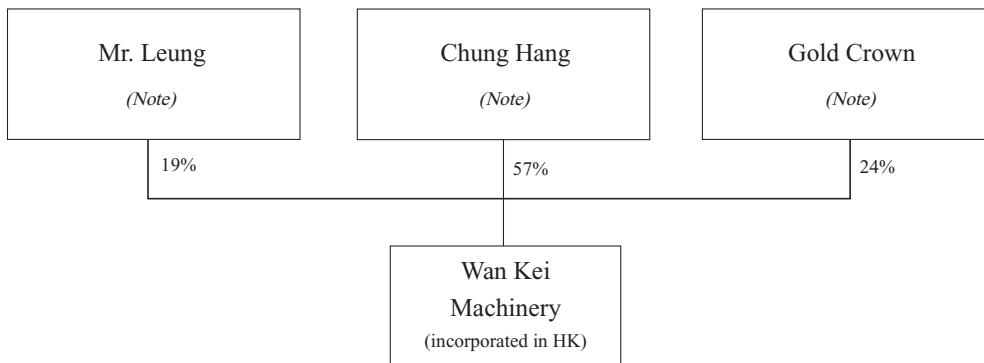 Mr. Leung
(Note)
Chung Hang
(Note)
Gold Crown
(Note)
19%
57%
24%
Wan Kei
Machinery
(incorporated in HK)